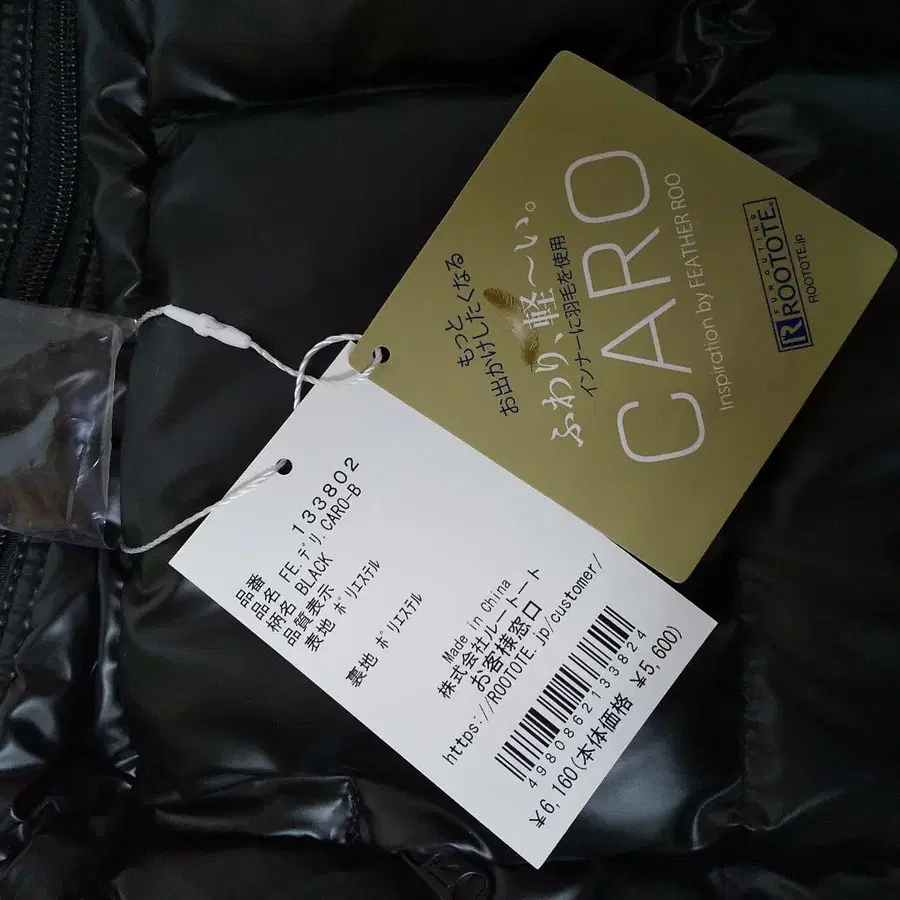 もっと
お出かけしたくなる
ふわり、軽〜い。
インナーに羽毛を使用
CARO
Inspiration by FEATHER ROO
FUN OUTING
R ROOTOTE®
ROOTOTE.jp
品番 133802
品名 FE.デリ.CARO-B
柄名 BLACK
品質表示
表地 ポリエステル
裏地 ポリエステル
Made in China
株式会社ルートート
お客様窓口
https://ROOTOTE.jp/customer/
4980862133824
¥6,160(本体価格 ¥5,600)